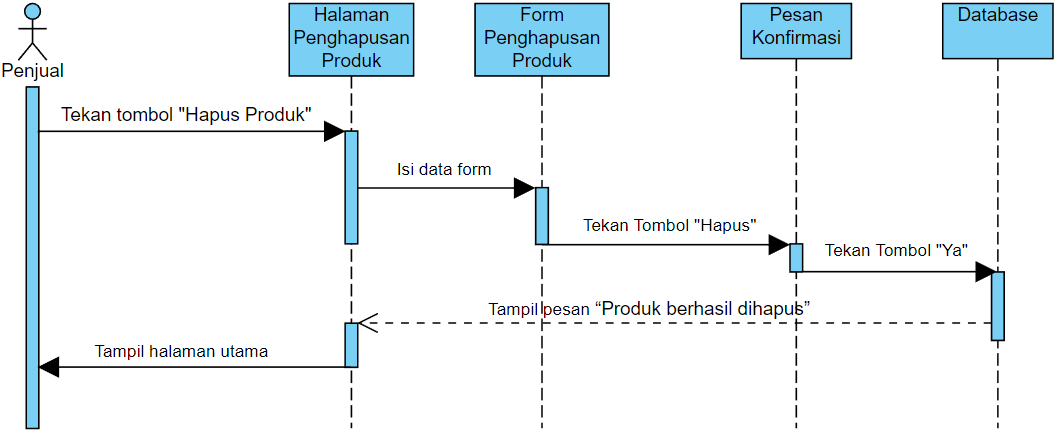 Penjual
Halaman
Penghapusan
Produk
Form
Penghapusan
Produk
Pesan
Konfirmasi
Database
Tekan tombol "Hapus Produk"
Isi data form
Tekan Tombol "Hapus"
Tekan Tombol "Ya"
Tampil pesan “Produk berhasil dihapus”
Tampil halaman utama